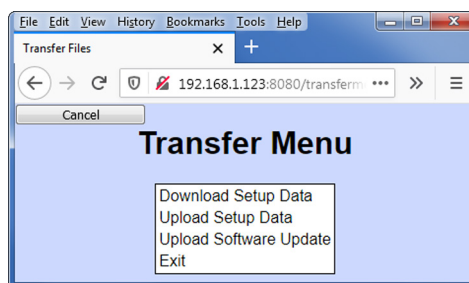 File Edit View History Bookmarks Tools Help
Transfer Files
192.168.1.123:8080/transferm
Cancel
Transfer Menu
Download Setup Data
Upload Setup Data
Upload Software Update
Exit